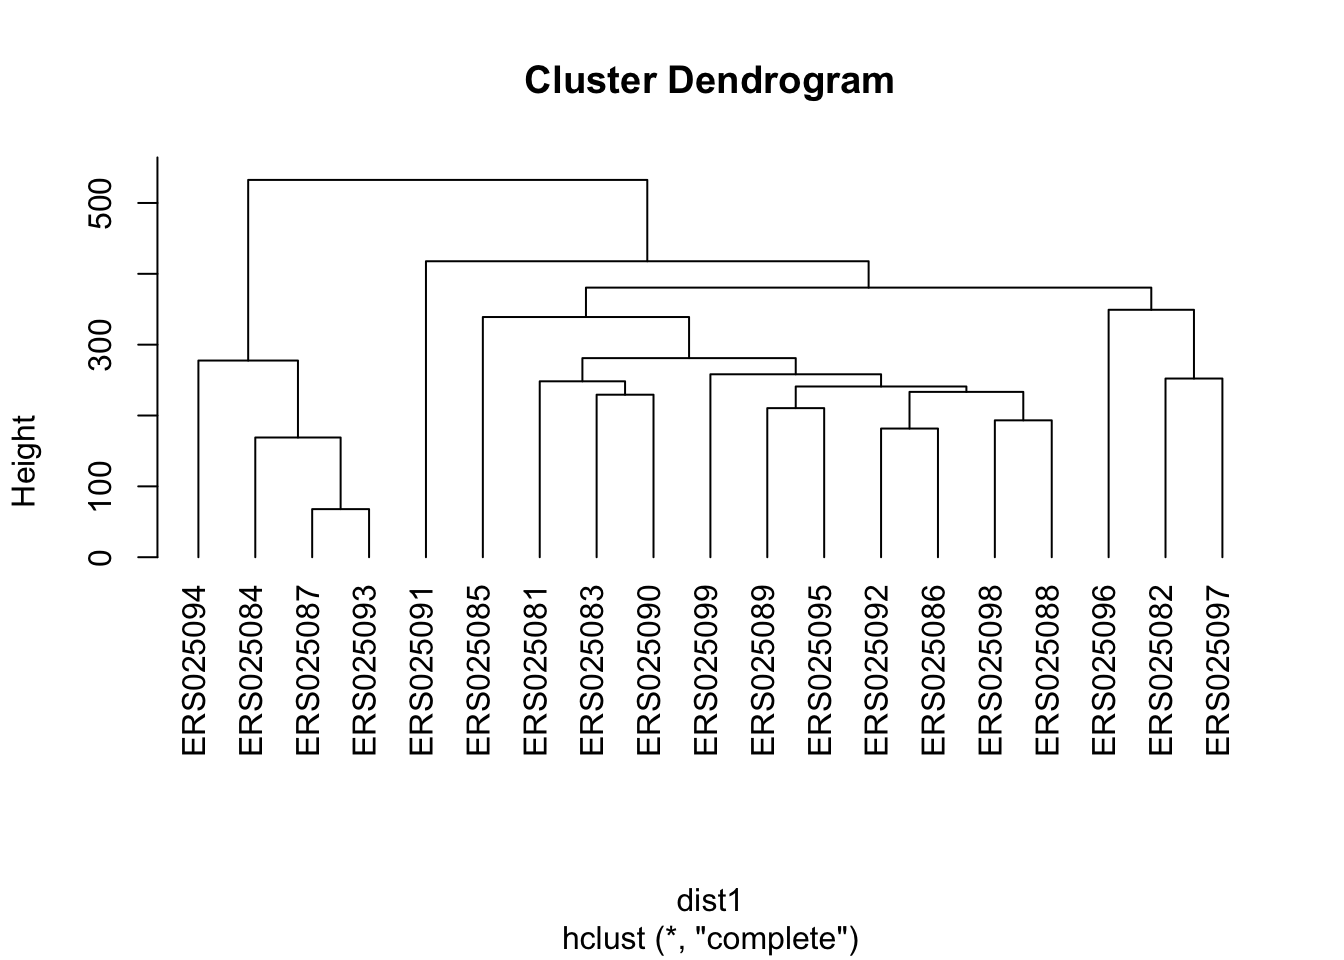 Cluster Dendrogram
Height
500
300
100
0
ERS025094
ERS025084
ERS025087
ERS025093
ERS025091
ERS025085
ERS025081
ERS025083
ERS025090
ERS025099
ERS025089
ERS025095
ERS025092
ERS025086
ERS025098
ERS025088
ERS025096
ERS025082
ERS025097
dist1
hclust (*, "complete")